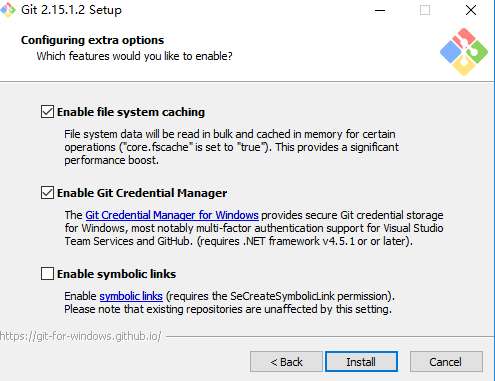 Git 2.15.1.2 Setup
Configuring extra options
Which features would you like to enable?
Enable file system caching
File system data will be read in bulk and cached in memory for certain
operations ("core.fscache" is set to "true"). This provides a significant
performance boost.
Enable Git Credential Manager
The Git Credential Manager for Windows provides secure Git credential storage
for Windows, most notably multi-factor authentication support for Visual Studio
Team Services and GitHub. (requires .NET framework v4.5.1 or or later).
Enable symbolic links
Enable symbolic links (requires the SeCreateSymbolicLink permission).
Please note that existing repositories are unaffected by this setting.
https://git-for-windows.github.io/
< Back
Install
Cancel